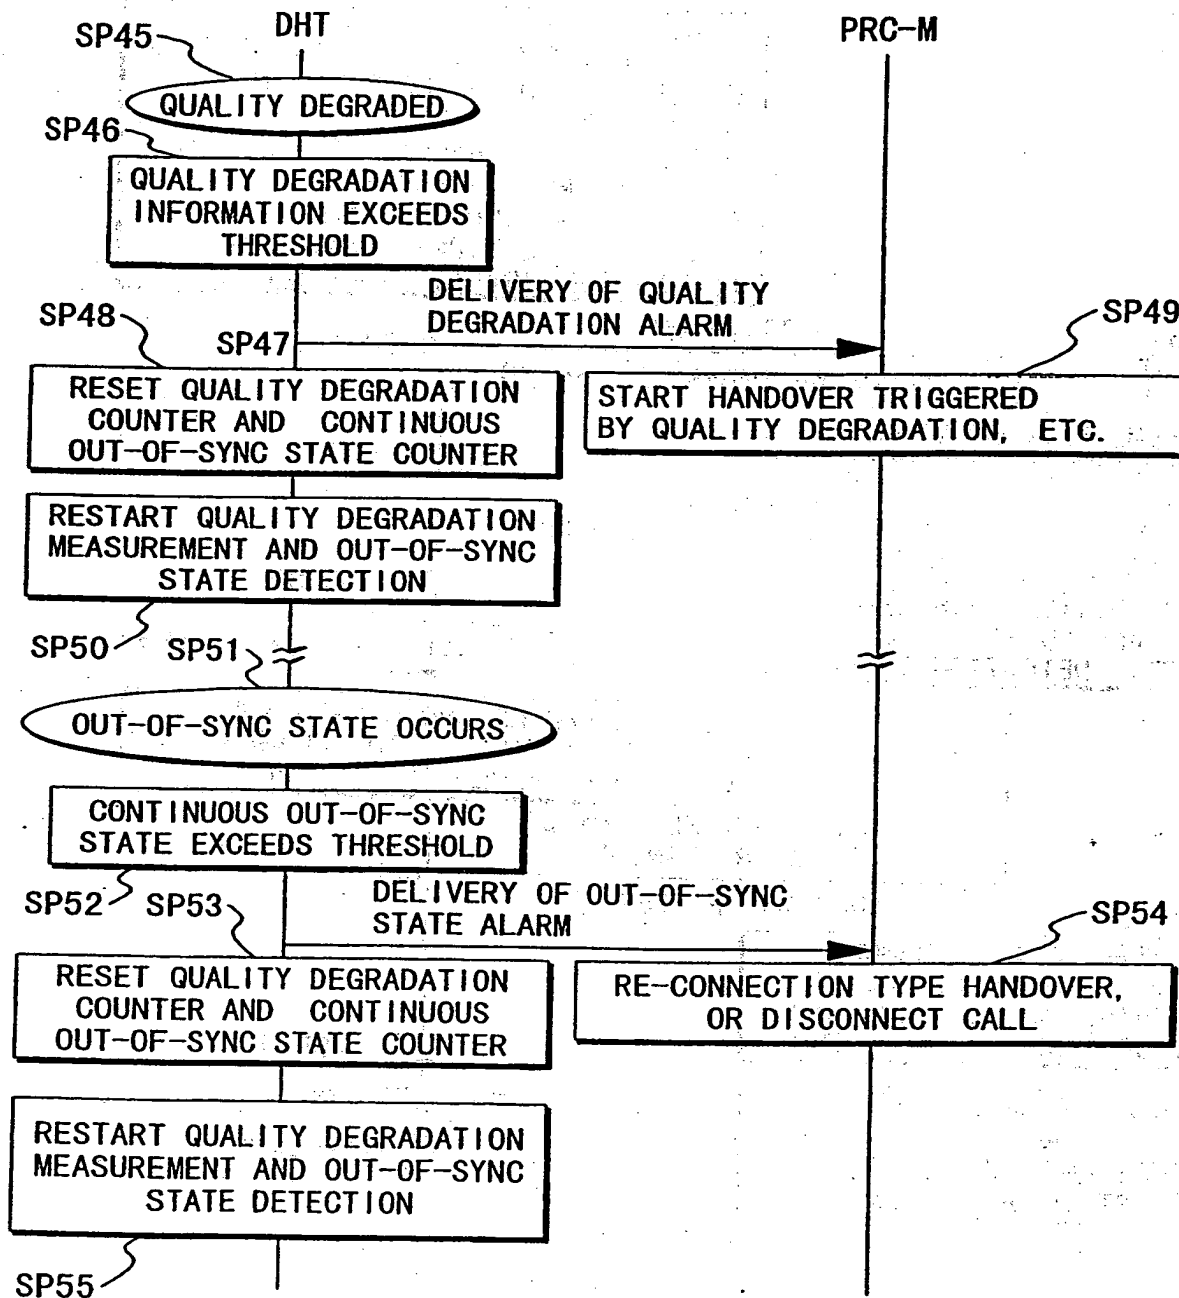 DHT
PRC-M
SP45
QUALITY DEGRADED
SP46
QUALITY DEGRADATION
INFORMATION EXCEEDS
THRESHOLD
DELIVERY OF QUALITY
DEGRADATION ALARM
SP47
SP48
SP49
RESET QUALITY DEGRADATION
COUNTER AND CONTINUOUS
OUT-OF-SYNC STATE COUNTER
START HANDOVER TRIGGERED
BY QUALITY DEGRADATION, ETC.
RESTART QUALITY DEGRADATION
MEASUREMENT AND OUT-OF-SYNC
STATE DETECTION
SP50
SP51
OUT-OF-SYNC STATE OCCURS
CONTINUOUS OUT-OF-SYNC
STATE EXCEEDS THRESHOLD
SP52
SP53
DELIVERY OF OUT-OF-SYNC
STATE ALARM
SP54
RESET QUALITY DEGRADATION
COUNTER AND CONTINUOUS
OUT-OF-SYNC STATE COUNTER
RE-CONNECTION TYPE HANDOVER,
OR DISCONNECT CALL
RESTART QUALITY DEGRADATION
MEASUREMENT AND OUT-OF-SYNC
STATE DETECTION
SP55